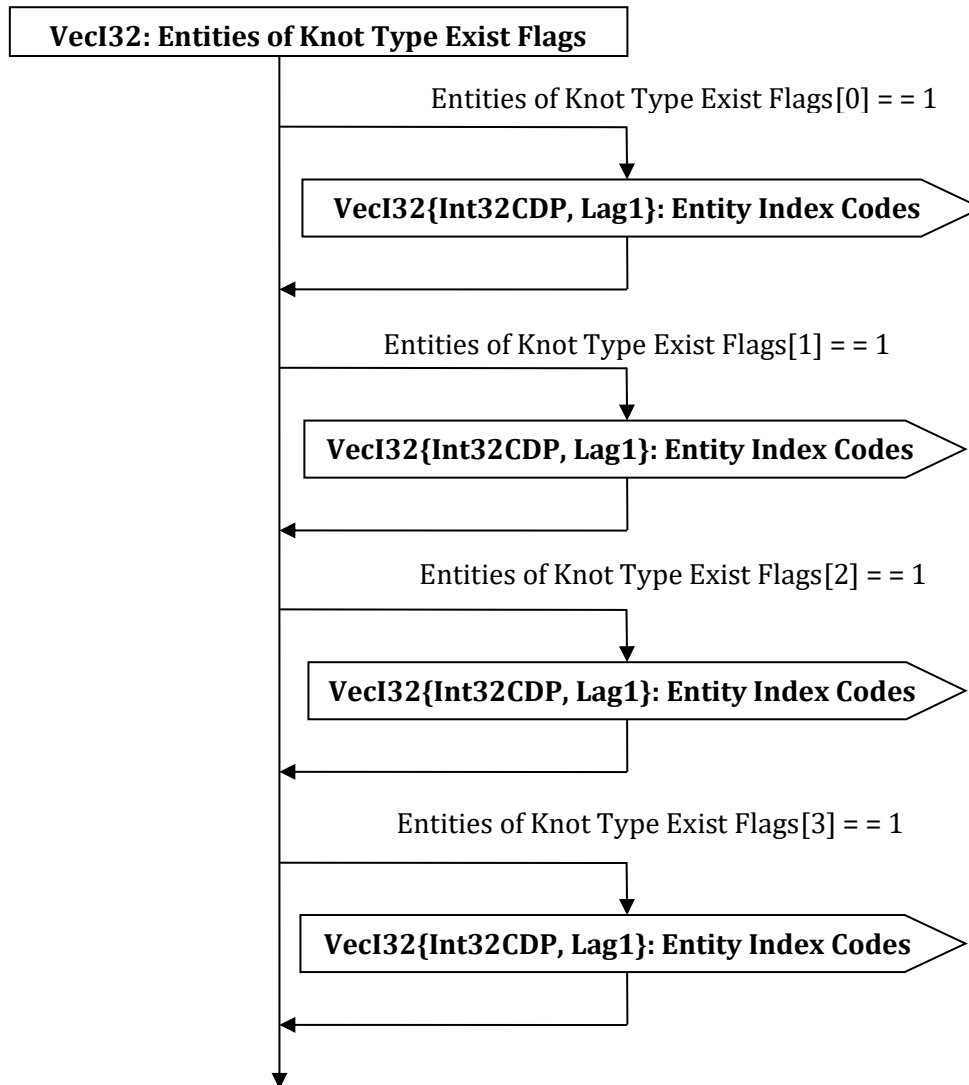 VecI32: Entities of Knot Type Exist Flags
Entities of Knot Type Exist Flags[0] = = 1
VecI32{Int32CDP, Lag1}: Entity Index Codes
Entities of Knot Type Exist Flags[1] = = 1
VecI32{Int32CDP, Lag1}: Entity Index Codes
Entities of Knot Type Exist Flags[2] = = 1
VecI32{Int32CDP, Lag1}: Entity Index Codes
Entities of Knot Type Exist Flags[3] = = 1
VecI32{Int32CDP, Lag1}: Entity Index Codes